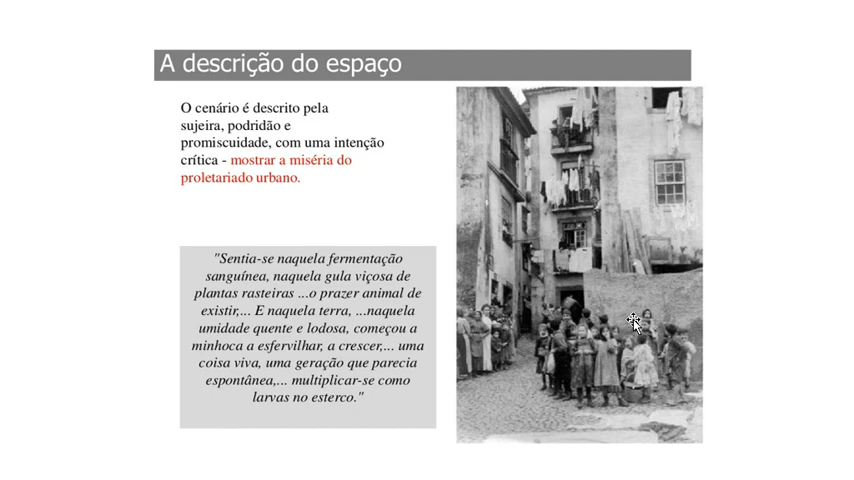 A descrição do espaço
O cenário é descrito pela
sujeira, podridão e
promiscuidade, com uma intenção
crítica - mostrar a miséria do
proletariado urbano.
"Sentia-se naquela fermentação
sanguínea, naquela gula viçosa de
plantas rasteiras ...o prazer animal de
existir,... E naquela terra, ...naquela
umidade quente e lodosa, começou a
minhoca a esfervilhar, a crescer,... uma
coisa viva, uma geração que parecia
espontânea,... multiplicar-se como
larvas no esterco."